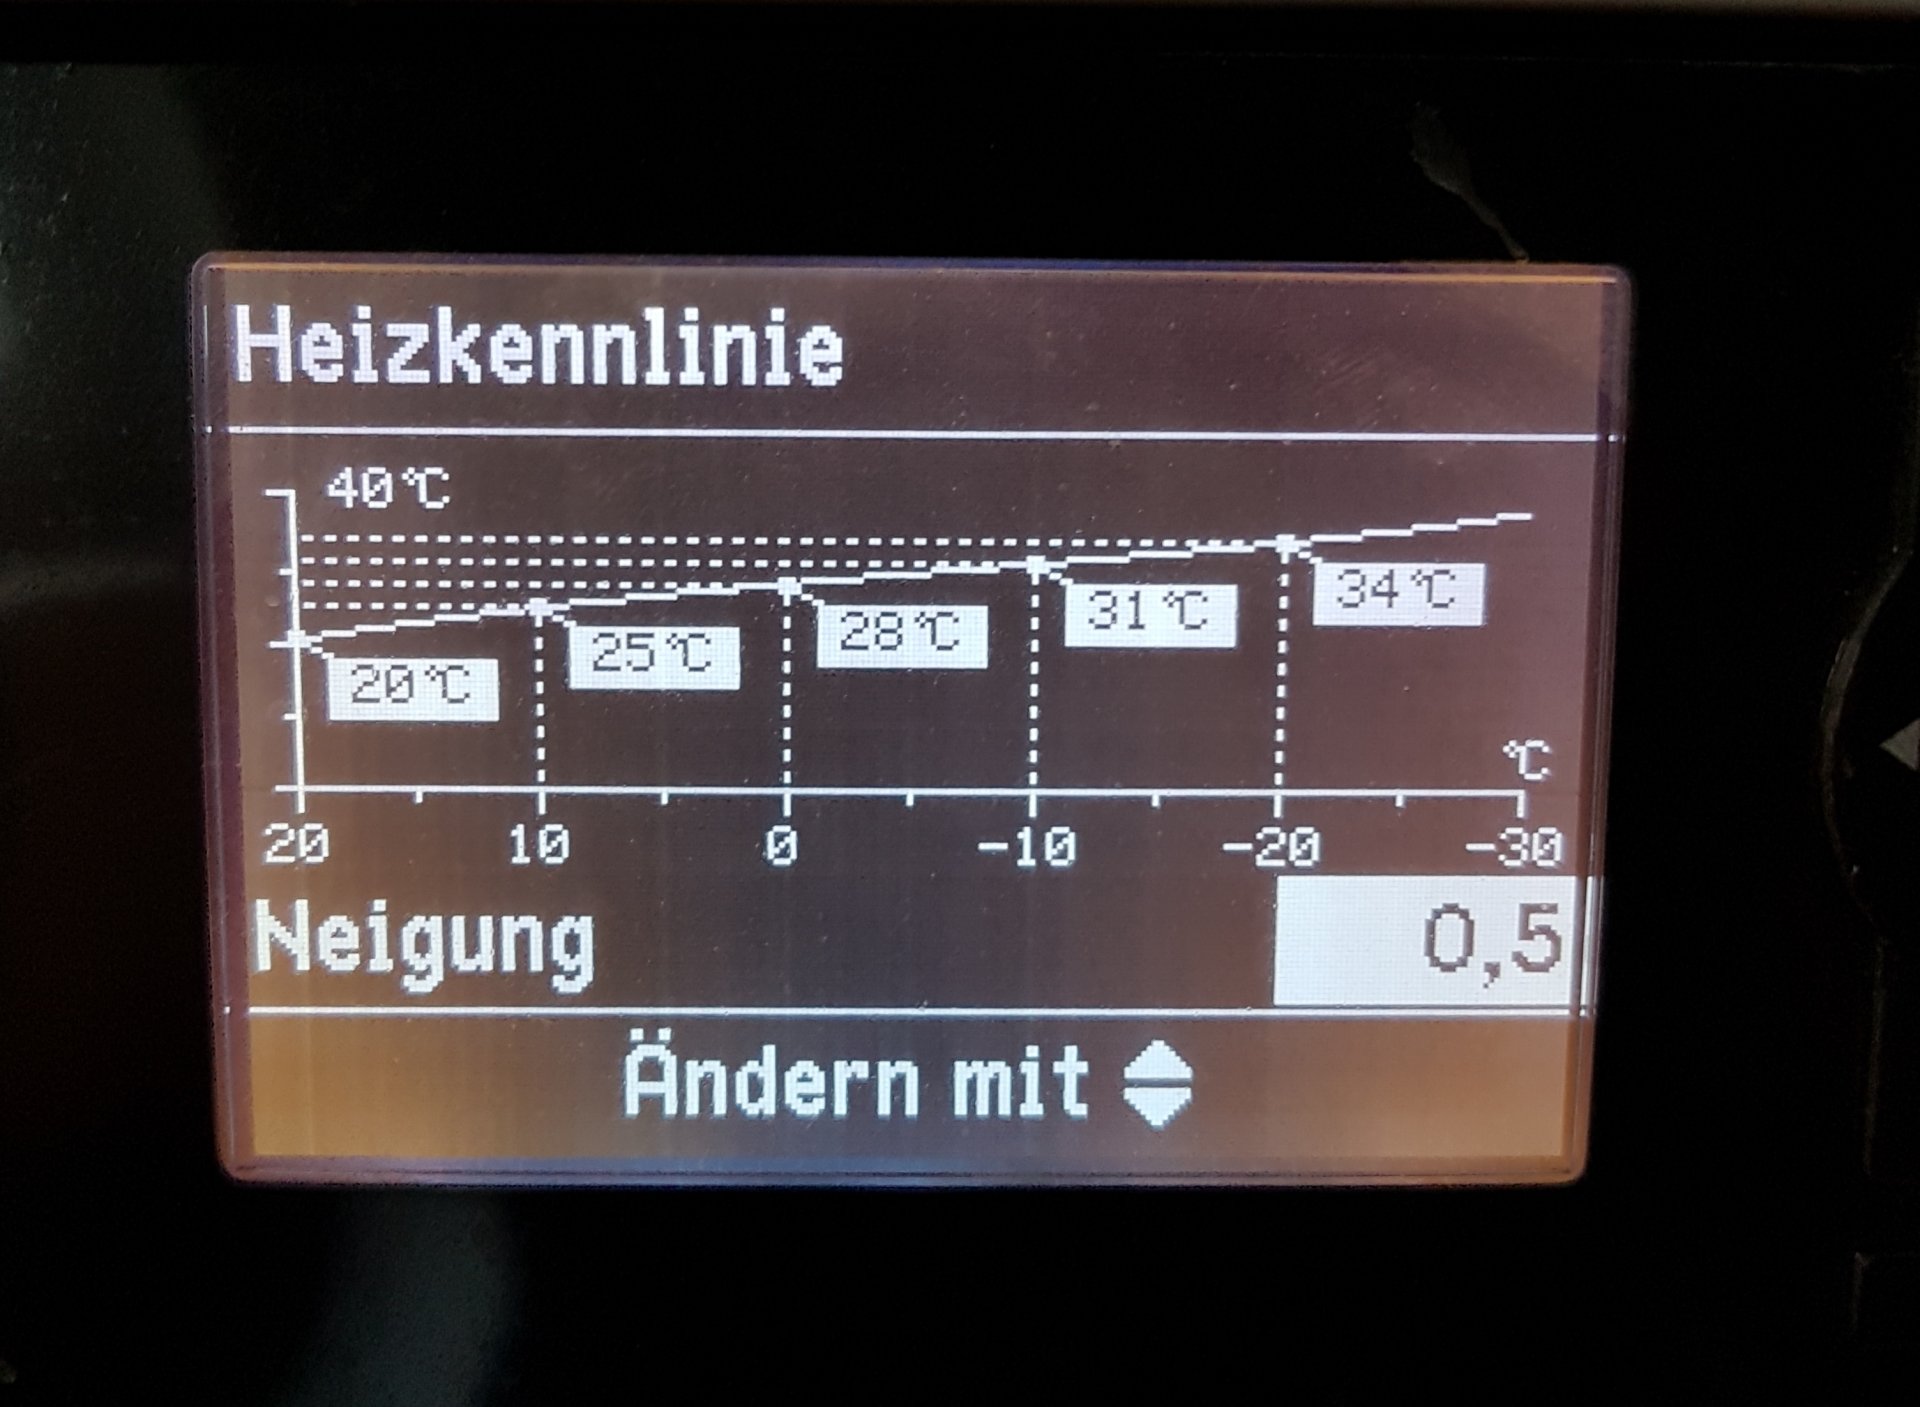 Heizkennlinie
40°C
34°C
31°C
28°C
25°C
20°C
°C
20 10 0 -10 -20 -30
Neigung 0,5
Ändern mit